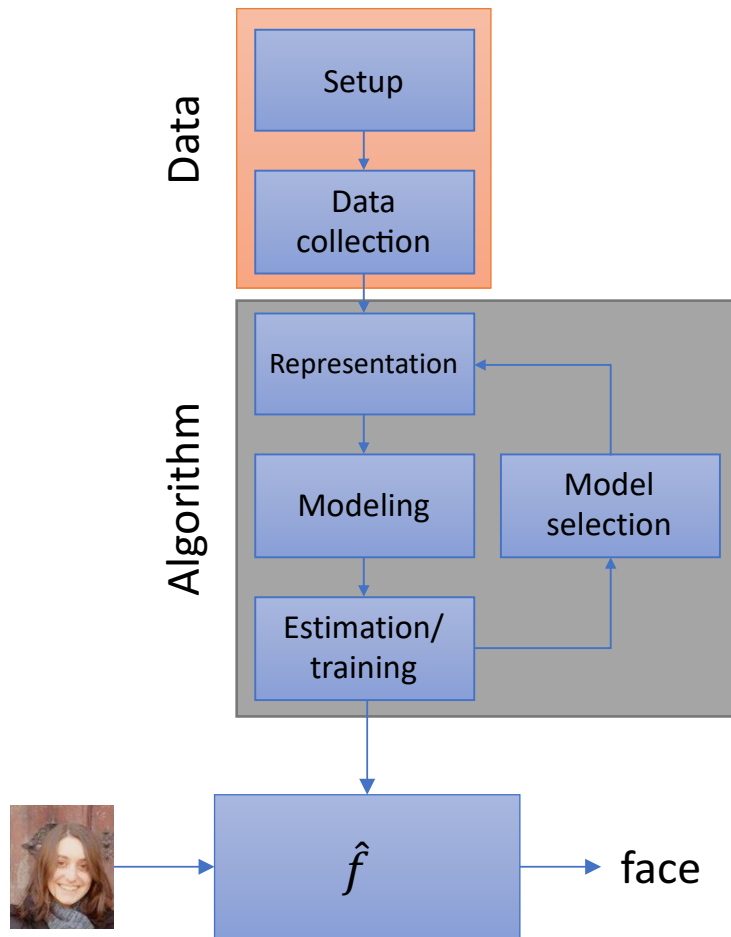 Data
Setup
Data
collection
Algorithm
Representation
Modeling
Model
selection
Estimation/
training
f̂
face